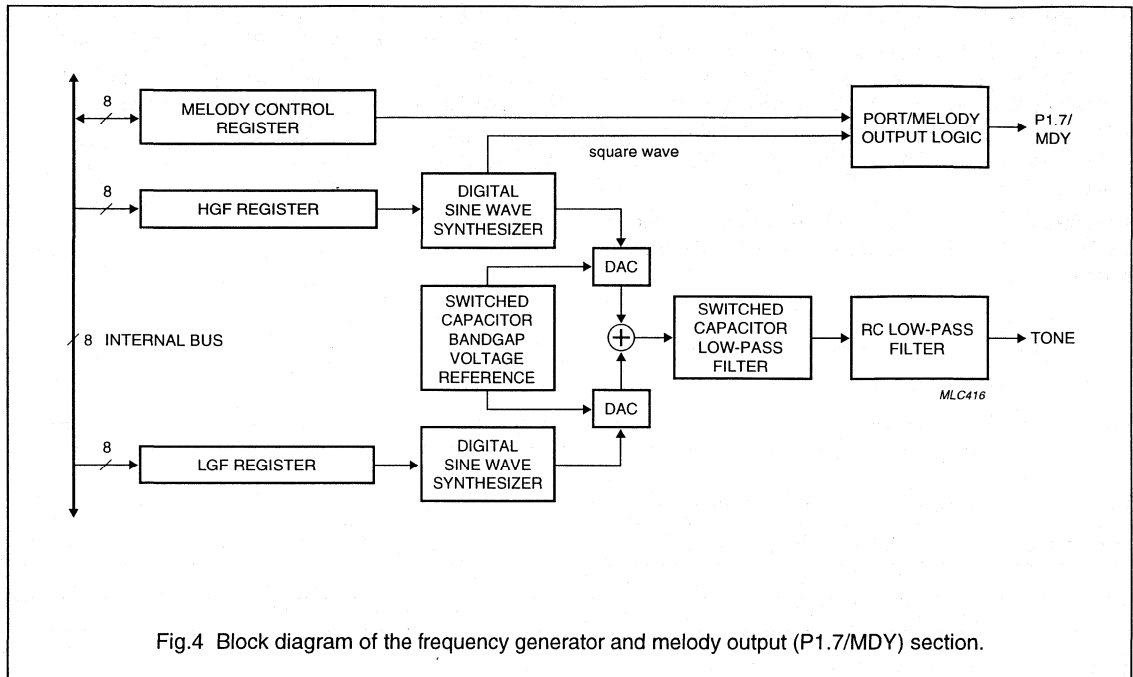 8
MELODY CONTROL
REGISTER
PORT/MELODY
OUTPUT LOGIC
P1.7/
MDY
square wave
8
HGF REGISTER
DIGITAL
SINE WAVE
SYNTHESIZER
DAC
SWITCHED
CAPACITOR
BANDGAP
VOLTAGE
REFERENCE
8 INTERNAL BUS
+
SWITCHED
CAPACITOR
LOW-PASS
FILTER
RC LOW-PASS
FILTER
TONE
MLC416
DAC
8
LGF REGISTER
DIGITAL
SINE WAVE
SYNTHESIZER
Fig.4 Block diagram of the frequency generator and melody output (P1.7/MDY) section.